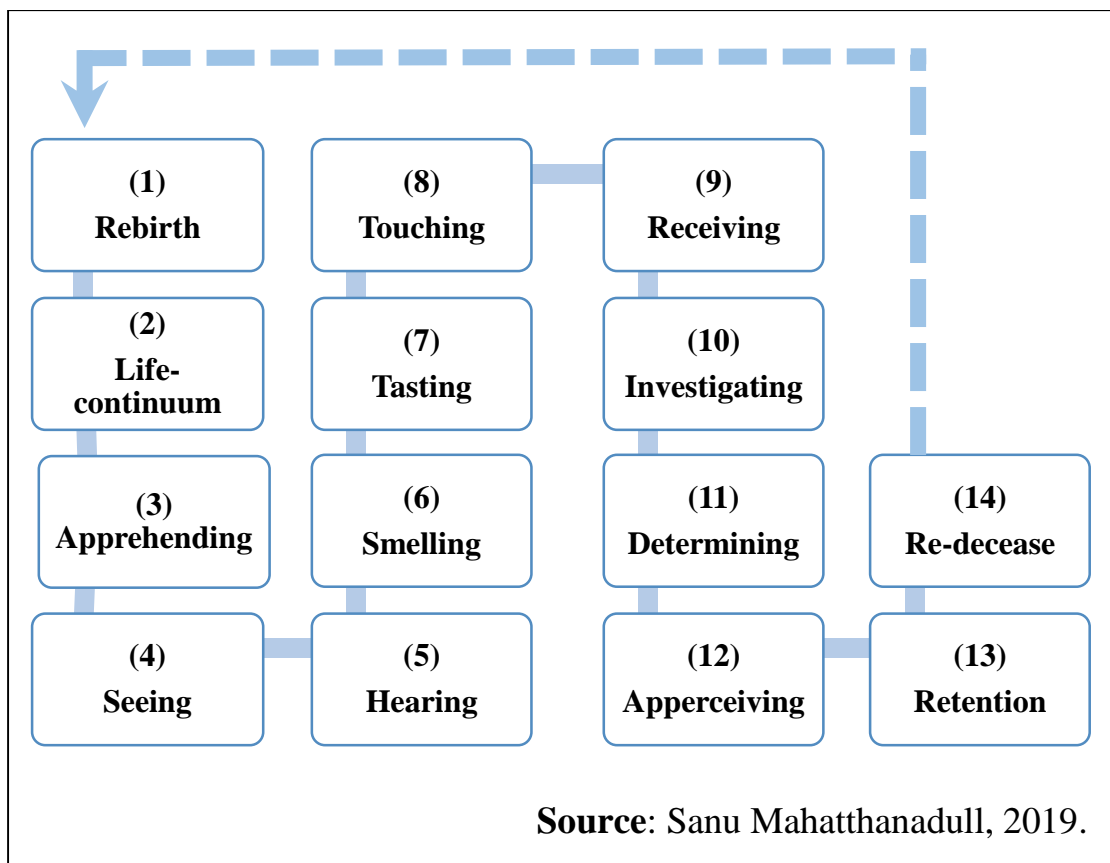 (1)
Rebirth
(2)
Life-
continuum
(3)
Apprehending
(4)
Seeing
(5)
Hearing
(6)
Smelling
(7)
Tasting
(8)
Touching
(9)
Receiving
(10)
Investigating
(11)
Determining
(12)
Apperceiving
(13)
Retention
(14)
Re-decease
Source: Sanu Mahatthanadull, 2019.